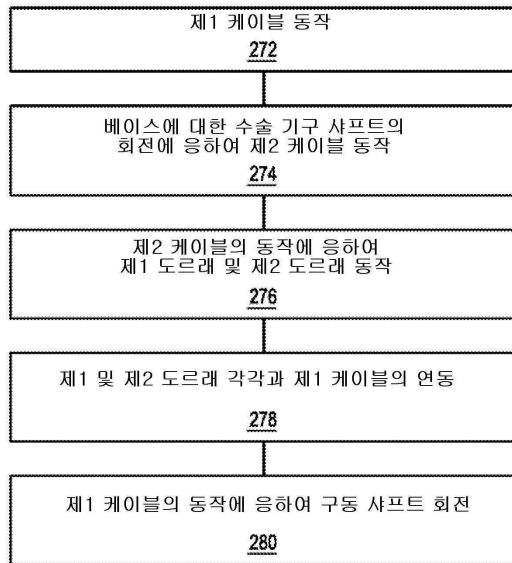 제1 케이블 동작
272
베이스에 대한 수술 기구 샤프트의
회전에 응하여 제2 케이블 동작
274
제2 케이블의 동작에 응하여
제1 도르래 및 제2 도르래 동작
276
제1 및 제2 도르래 각각과 제1 케이블의 연동
278
제1 케이블의 동작에 응하여 구동 샤프트 회전
280